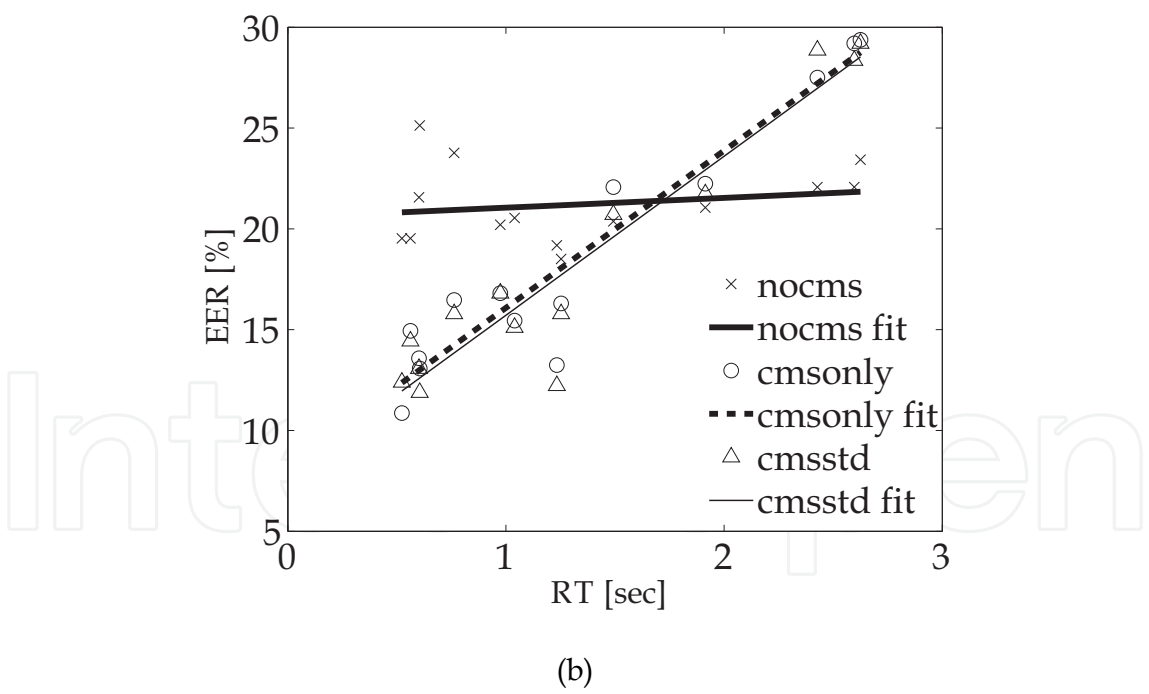 30
25
20
15
10
5
EER [%]
nocms
nocms fit
cmsonly
cmsonly fit
cmsstd
cmsstd fit
0 1 2 3
RT [sec]
(b)